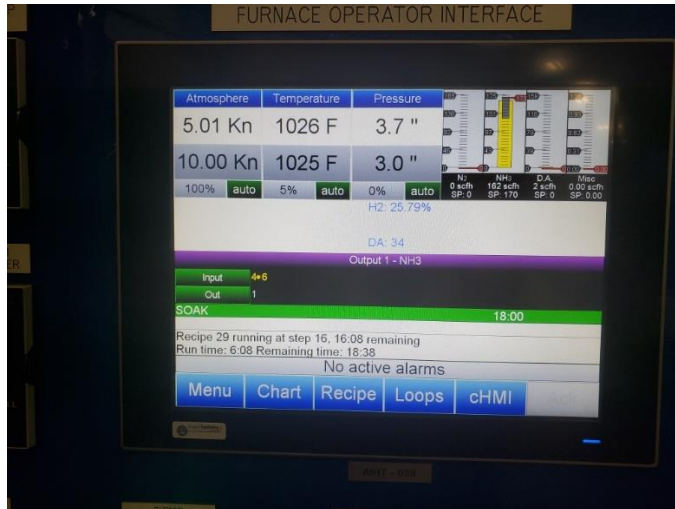 FURNACE OPERATOR INTERFACE
Atmosphere Temperature Pressure
5.01 Kn 1026 F 3.7 "
10.00 Kn 1025 F 3.0 "
100% auto 5% auto 0% auto
N2 NH3 D.A. Misc
0 scfh 162 scfh 2 scfh 0.00 scfh
SP: 0 SP: 170 SP: 0 SP: 0.00
H2: 25.79%
DA: 34
Output 1 - NH3
Input
Out 1
SOAK 18:00
Recipe 29 running at step 16, 16:08 remaining
Run time: 6:08 Remaining time: 18:38
No active alarms
Menu Chart Recipe Loops cHMI